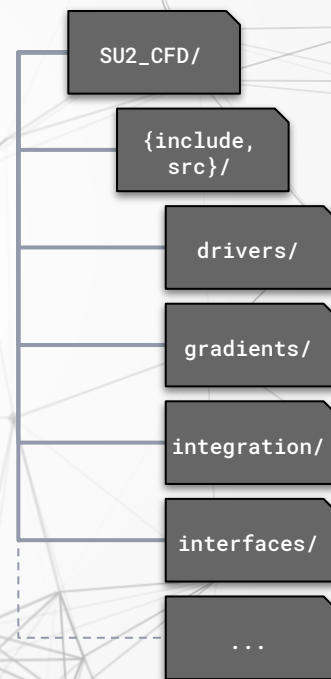 SU2_CFD/
{include,
src}/
drivers/
gradients/
integration/
interfaces/
...